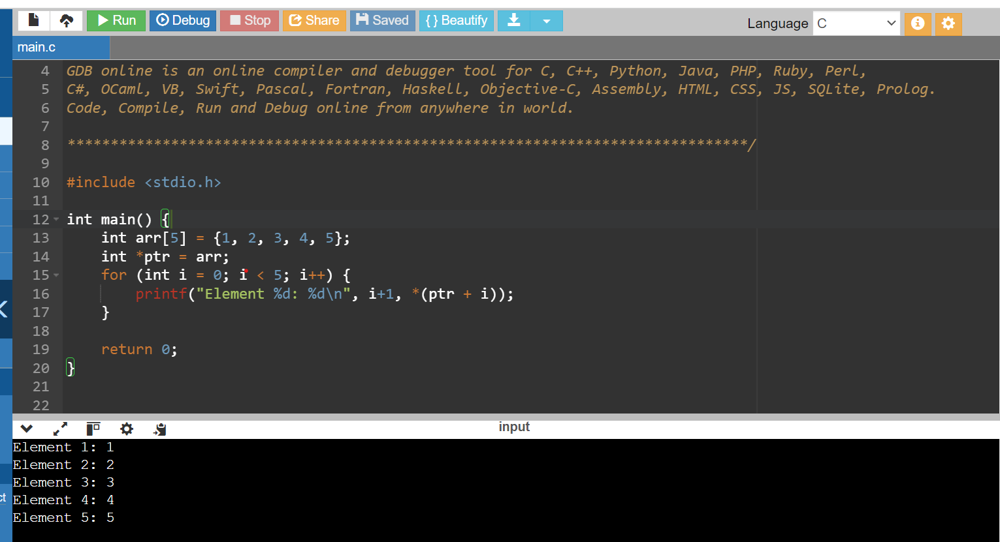 Run Debug Stop Share Saved { } Beautify Language C
main.c
4 GDB online is an online compiler and debugger tool for C, C++, Python, Java, PHP, Ruby, Perl,
5 C#, OCaml, VB, Swift, Pascal, Fortran, Haskell, Objective-C, Assembly, HTML, CSS, JS, SQLite, Prolog.
6 Code, Compile, Run and Debug online from anywhere in world.
7
8 *******************************************************************************/
9
10 #include <stdio.h>
11
12 int main() {
13     int arr[5] = {1, 2, 3, 4, 5};
14     int *ptr = arr;
15     for (int i = 0; i < 5; i++) {
16         printf("Element %d: %d\n", i+1, *(ptr + i));
17     }
18
19     return 0;
20 }
21
22
input
Element 1: 1
Element 2: 2
Element 3: 3
Element 4: 4
ct
Element 5: 5